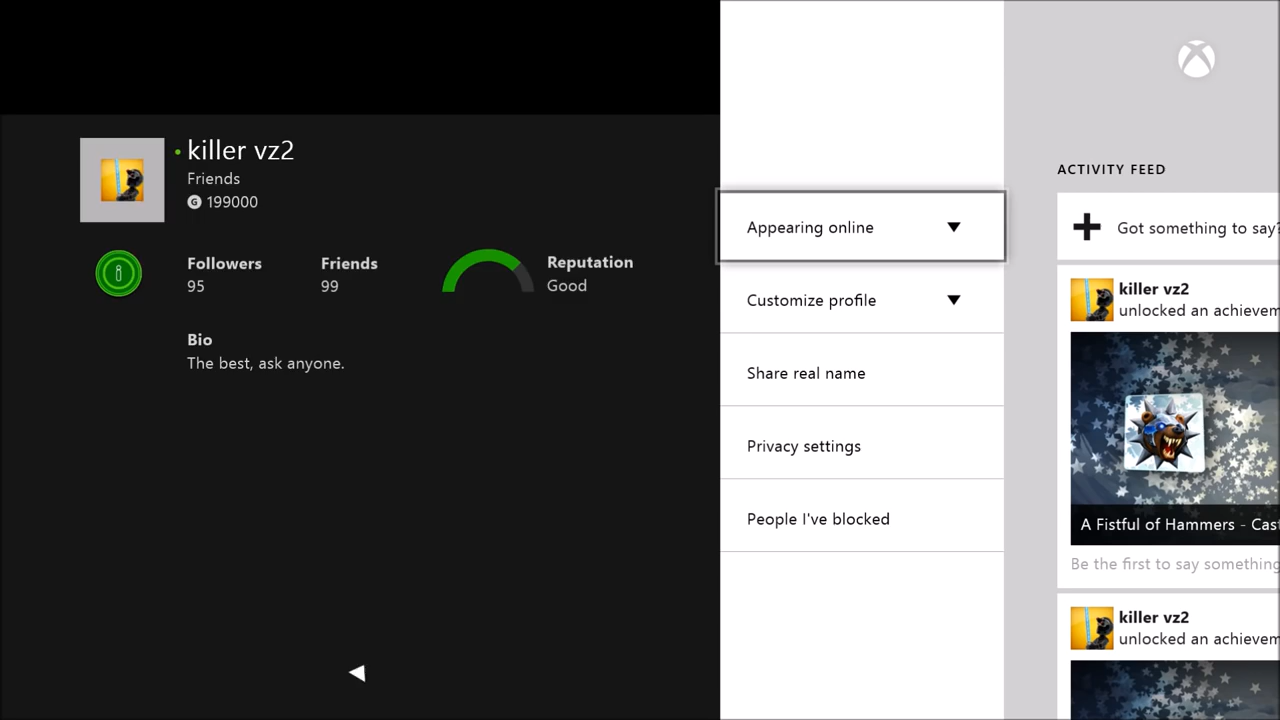 killer vz2
Friends
G 199000
Followers
95
Friends
99
Reputation
Good
Bio
The best, ask anyone.
Appearing online
Customize profile
Share real name
Privacy settings
People I've blocked
ACTIVITY FEED
Got something to say?
killer vz2
unlocked an achievem
A Fistful of Hammers - Cas
Be the first to say something
killer vz2
unlocked an achievem